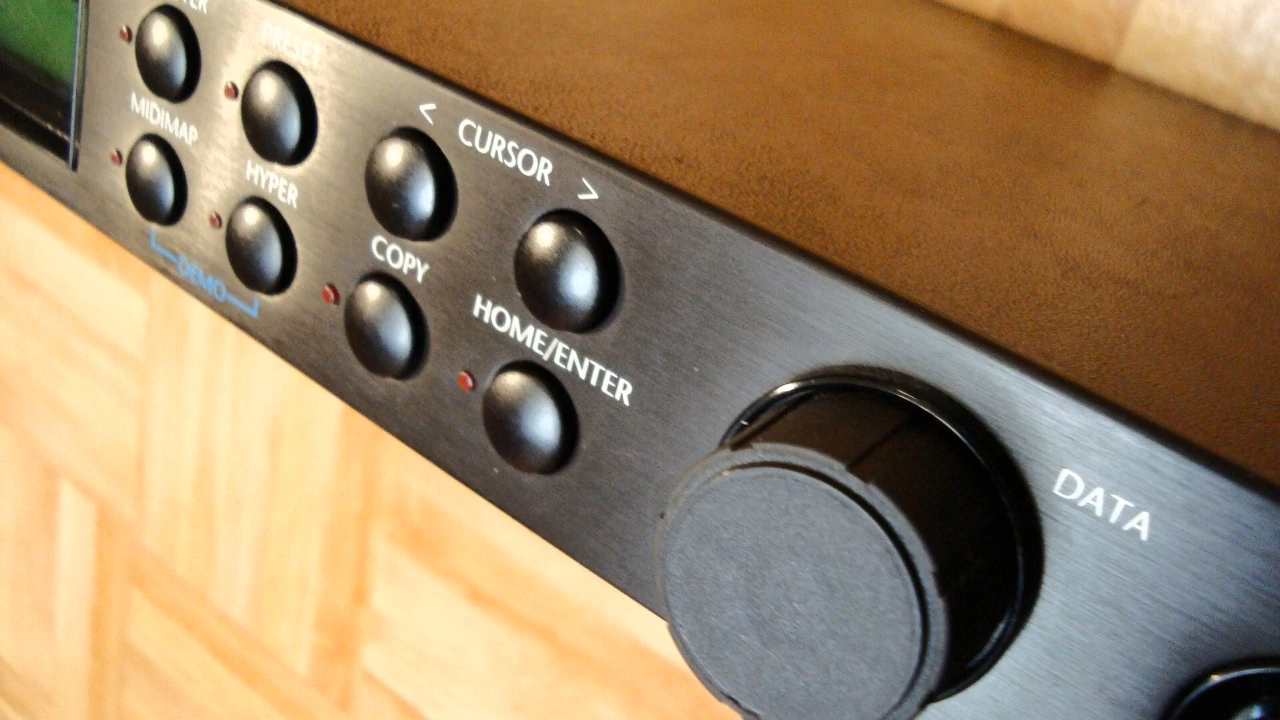 PRESET
MIDIMAP
HYPER
DEMO
< CURSOR >
COPY
HOME/ENTER
DATA